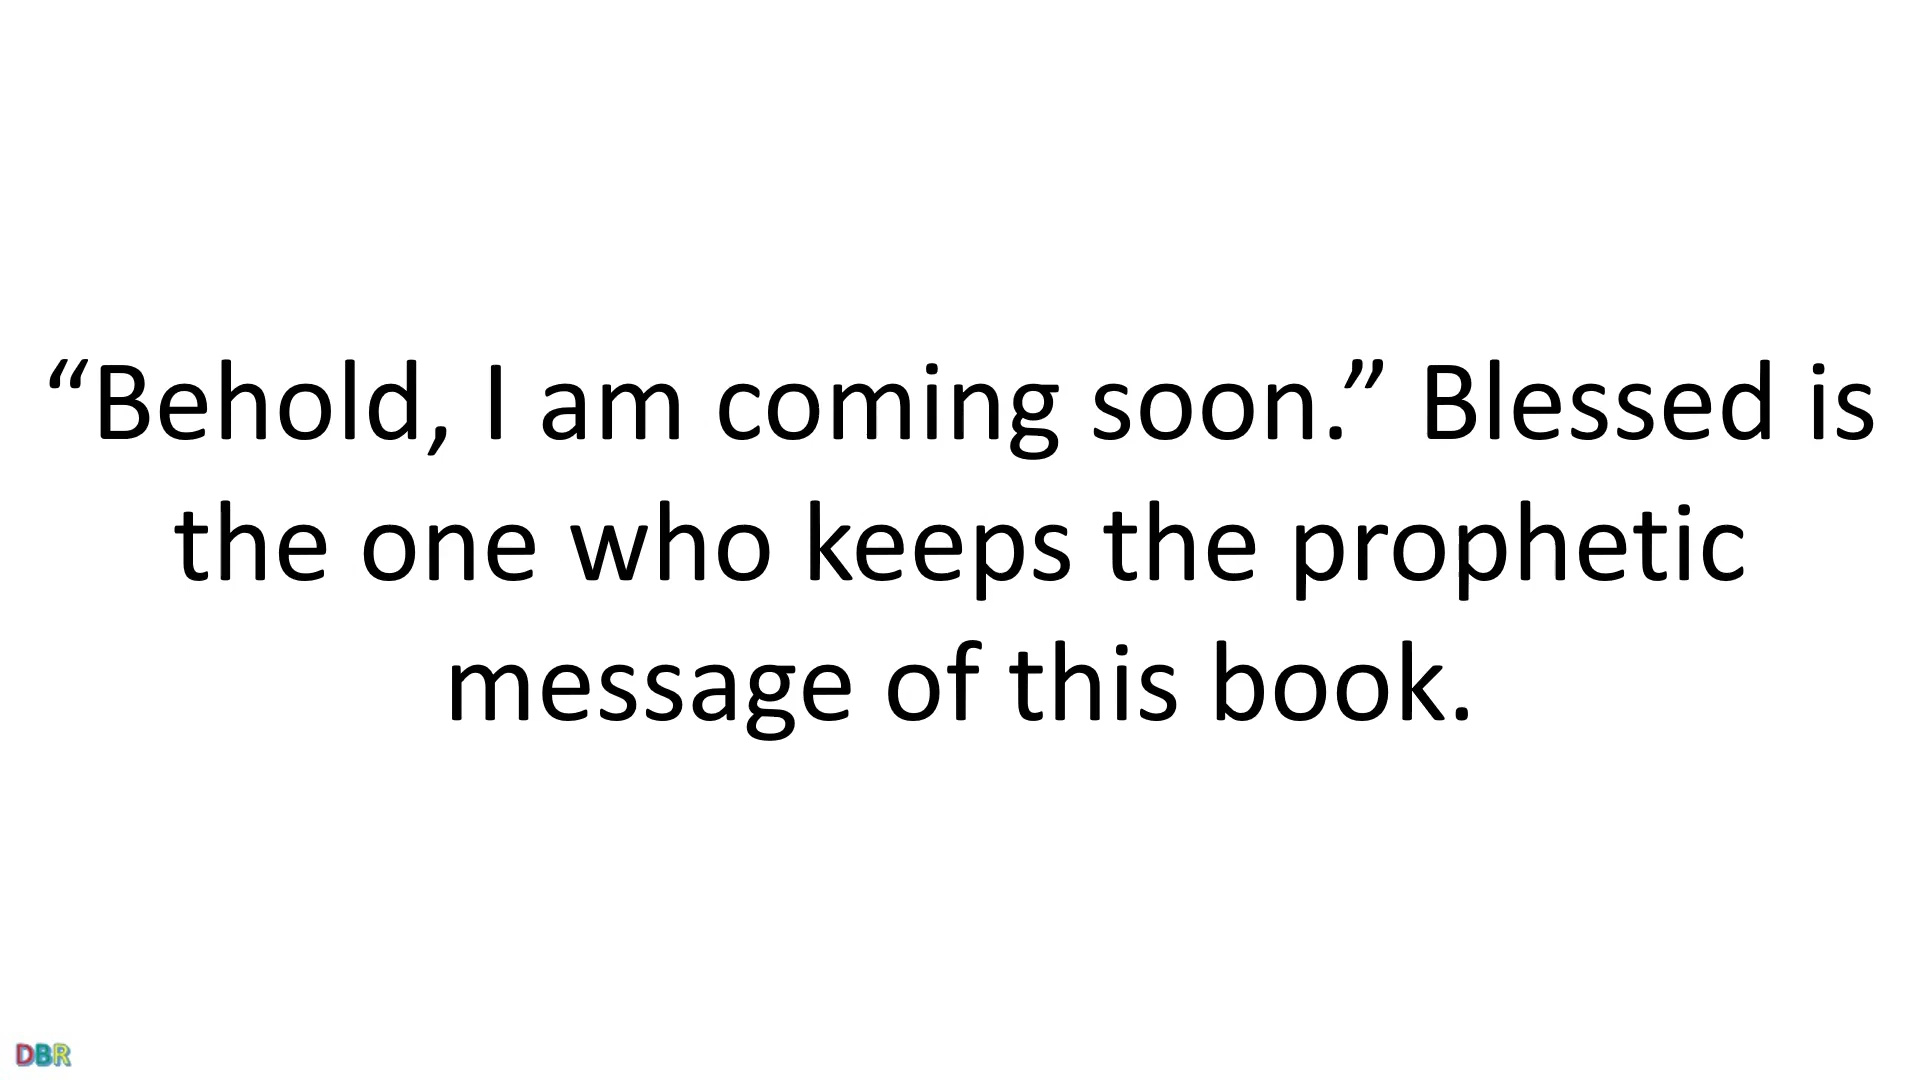 “Behold, I am coming soon.” Blessed is
the one who keeps the prophetic
message of this book.
DBR